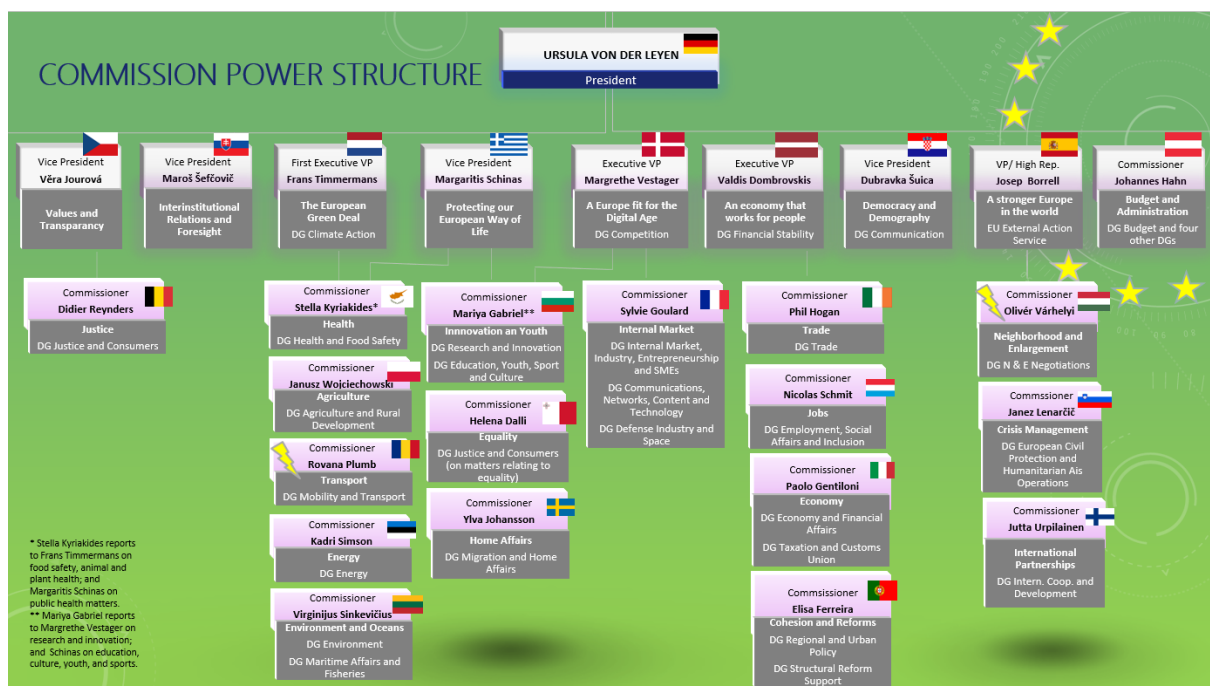 COMMISSION POWER STRUCTURE
URSULA VON DER LEYEN
President
Vice President
Věra Jourová
Values and
Transparancy
Vice President
Maroš Šefčovič
Interinstitutional
Relations and
Foresight
First Executive VP
Frans Timmermans
The European
Green Deal
DG Climate Action
Vice President
Margaritis Schinas
Protecting our
European Way of
Life
Executive VP
Margrethe Vestager
A Europe fit for the
Digital Age
DG Competition
Executive VP
Valdis Dombrovskis
An economy that
works for people
DG Financial Stability
Vice President
Dubravka Šuica
Democracy and
Demography
DG Communication
VP/ High Rep.
Josep Borrell
A stronger Europe
in the world
EU External Action
Service
Commissioner
Johannes Hahn
Budget and
Administration
DG Budget and four
other DGs
Commissioner
Didier Reynders
Justice
DG Justice and Consumers
Commissioner
Stella Kyriakides*
Health
DG Health and Food Safety
Commissioner
Janusz Wojciechowski
Agriculture
DG Agriculture and Rural
Development
Commissioner
Rovana Plumb
Transport
DG Mobility and Transport
Commissioner
Kadri Simson
Energy
DG Energy
Commissioner
Virginijus Sinkevičius
Environment and Oceans
DG Environment
DG Maritime Affairs and
Fisheries
Commissioner
Mariya Gabriel**
Innnovation an Youth
DG Research and Innovation
DG Education, Youth, Sport
and Culture
Commissioner
Helena Dalli
Equality
DG Justice and Consumers
(on matters relating to
equality)
Commissioner
Ylva Johansson
Home Affairs
DG Migration and Home
Affairs
Commissioner
Sylvie Goulard
Internal Market
DG Internal Market,
Industry, Entrepreneurship
and SMEs
DG Communications,
Networks, Content and
Technology
DG Defense Industry and
Space
Commissioner
Phil Hogan
Trade
DG Trade
Commissioner
Nicolas Schmit
Jobs
DG Employment, Social
Affairs and Inclusion
Commissioner
Paolo Gentiloni
Economy
DG Economy and Financial
Affairs
DG Taxation and Customs
Union
Commissioner
Elisa Ferreira
Cohesion and Reforms
DG Regional and Urban
Policy
DG Structural Reform
Support
Commissioner
Olivér Várhelyi
Neighborhood and
Enlargement
DG N & E Negotiations
Commssioner
Janez Lenarčič
Crisis Management
DG European Civil
Protection and
Humanitarian Ais
Operations
Commissioner
Jutta Urpilainen
International
Partnerships
DG Intern. Coop. and
Development
* Stella Kyriakides reports
to Frans Timmermans on
food safety, animal and
plant health; and
Margaritis Schinas on
public health matters.
** Mariya Gabriel reports
to Margrethe Vestager on
research and innovation;
and Schinas on education,
culture, youth, and sports.